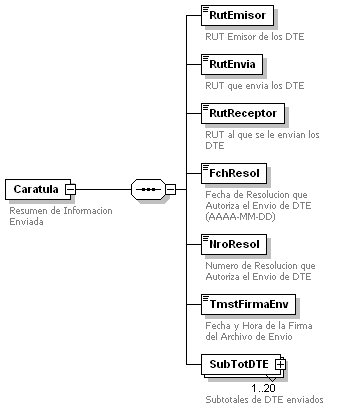 RutEmisor
RUT Emisor de los DTE
RutEnvia
RUT que envia los DTE
RutReceptor
RUT al que se le envian los
DTE
Caratula
Resumen de Informacion
Enviada
FchResol
Fecha de Resolucion que
Autoriza el Envio de DTE
(AAAA-MM-DD)
NroResol
Numero de Resolucion que
Autoriza el Envio de DTE
TmstFirmaEnv
Fecha y Hora de la Firma
del Archivo de Envio
SubTotDTE
1..20
Subtotales de DTE enviados